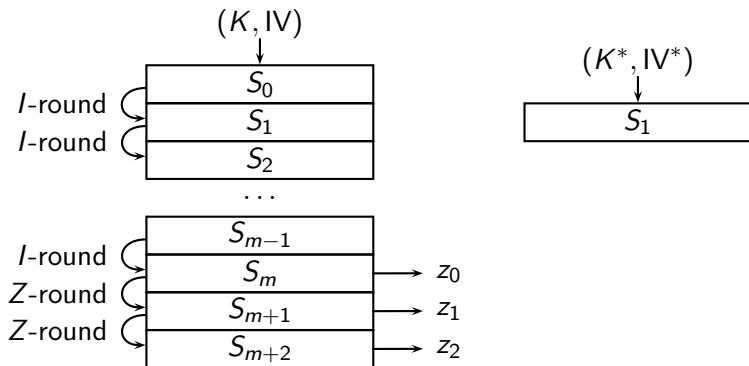 (K, IV)
S_0
I-round
S_1
I-round
S_2
...
S_{m−1}
I-round
S_m
z_0
Z-round
S_{m+1}
z_1
Z-round
S_{m+2}
z_2
(K*, IV*)
S_1